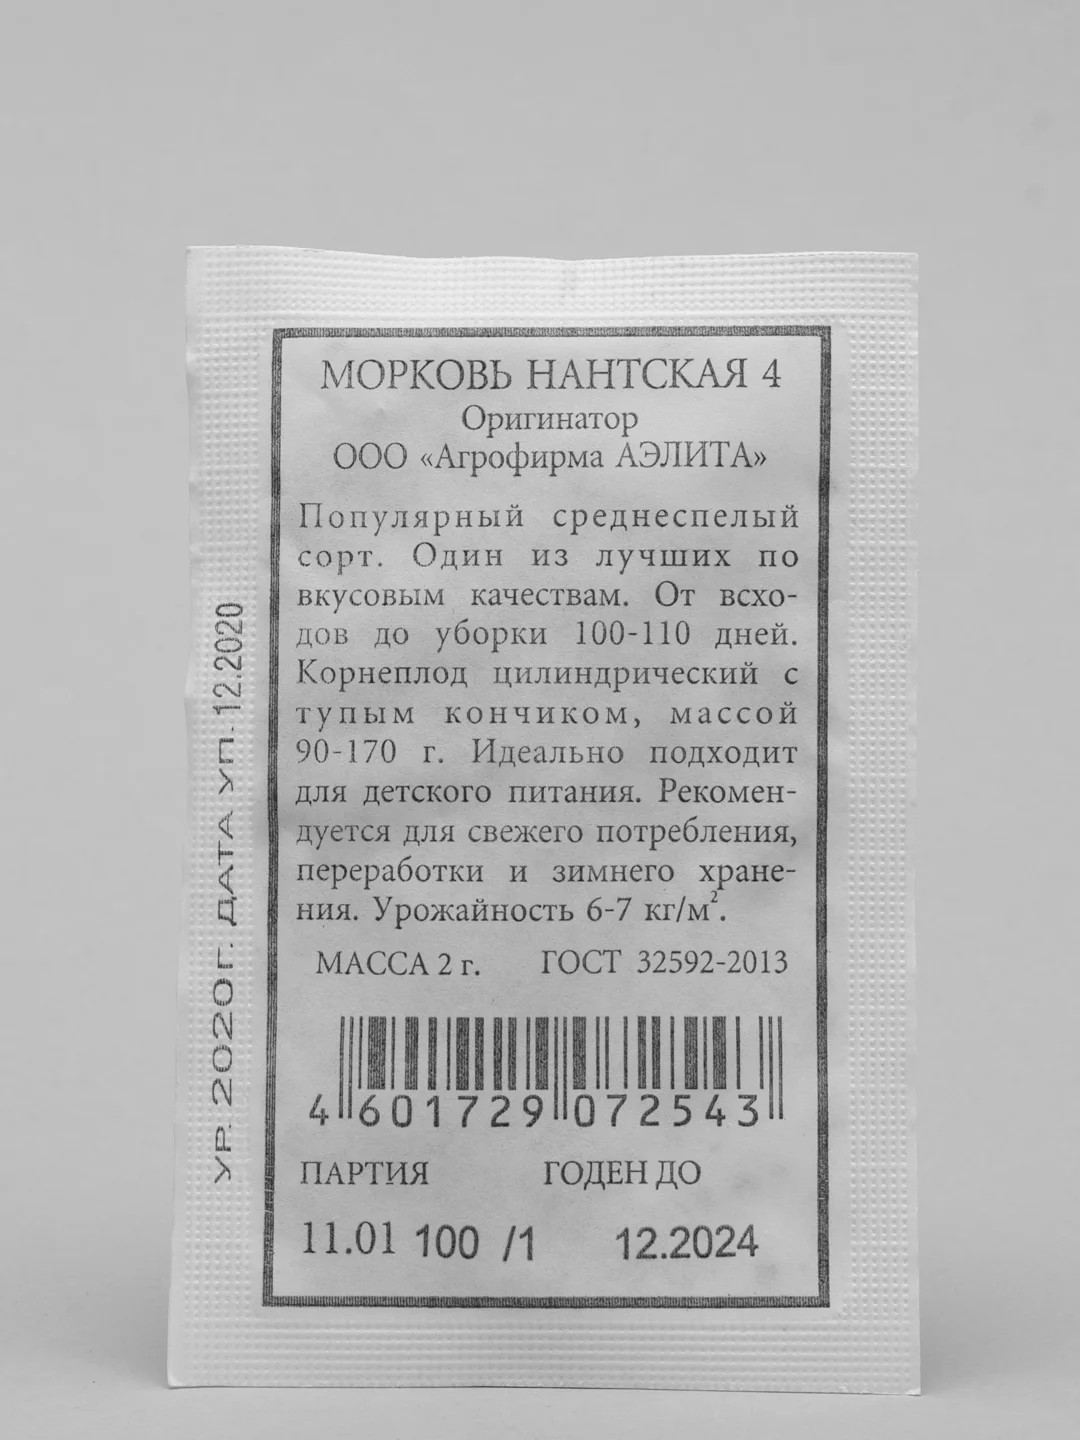 МОРКОВЬ НАНТСКАЯ 4
Оригинатор
ООО «Агрофирма АЭЛИТА»
Популярный среднеспелый
сорт. Один из лучших по
вкусовым качествам. От всхо-
дов до уборки 100-110 дней.
Корнеплод цилиндрический с
тупым кончиком, массой
90-170 г. Идеально подходит
для детского питания. Рекомен-
дуется для свежего потребления,
переработки и зимнего хране-
ния. Урожайность 6-7 кг/м².
МАССА 2 г. ГОСТ 32592-2013
4 601729 072543
ПАРТИЯ ГОДЕН ДО
11.01 100 /1 12.2024
УР. 2020 г. ДАТА УП. 12.2020